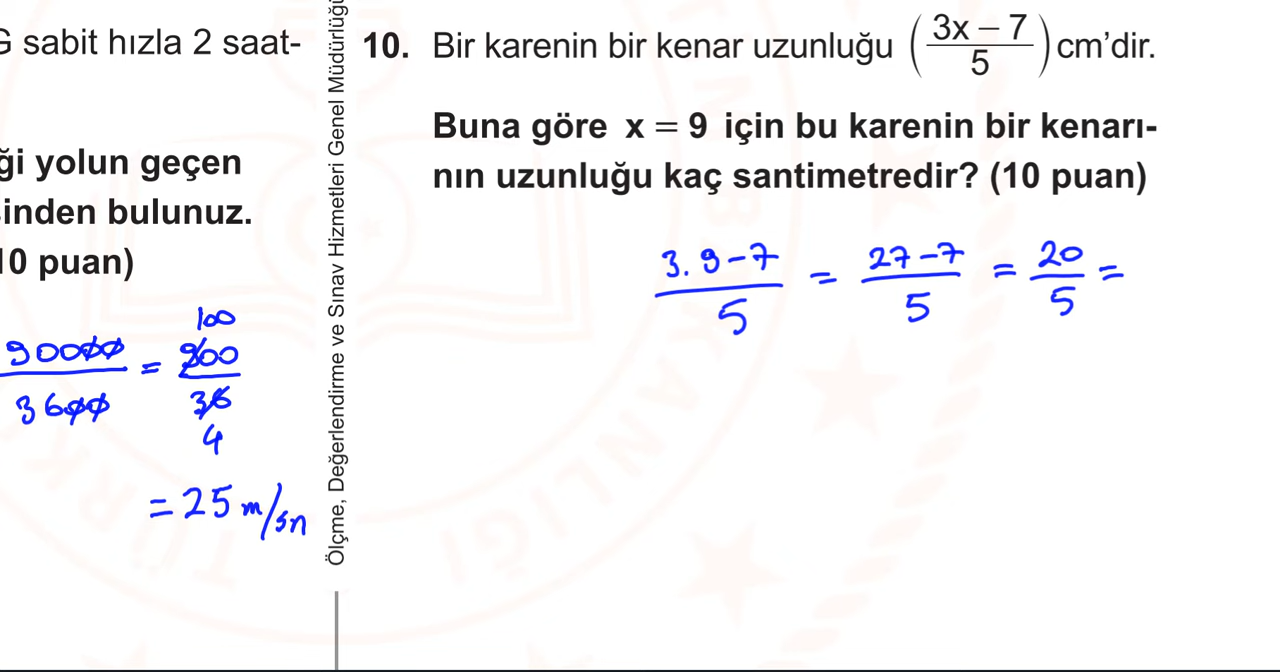 G sabit hızla 2 saat-
ği yolun geçen
sinden bulunuz.
10 puan)
90000 / 3600 = 900 / 36
100
4
= 25 m/sn
Ölçme, Değerlendirme ve Sınav Hizmetleri Genel Müdürlüğü
10. Bir karenin bir kenar uzunluğu ((3x – 7) / 5) cm'dir.
Buna göre x = 9 için bu karenin bir kenarı-
nın uzunluğu kaç santimetredir? (10 puan)
3.9-7 / 5 = 27-7 / 5 = 20 / 5 =